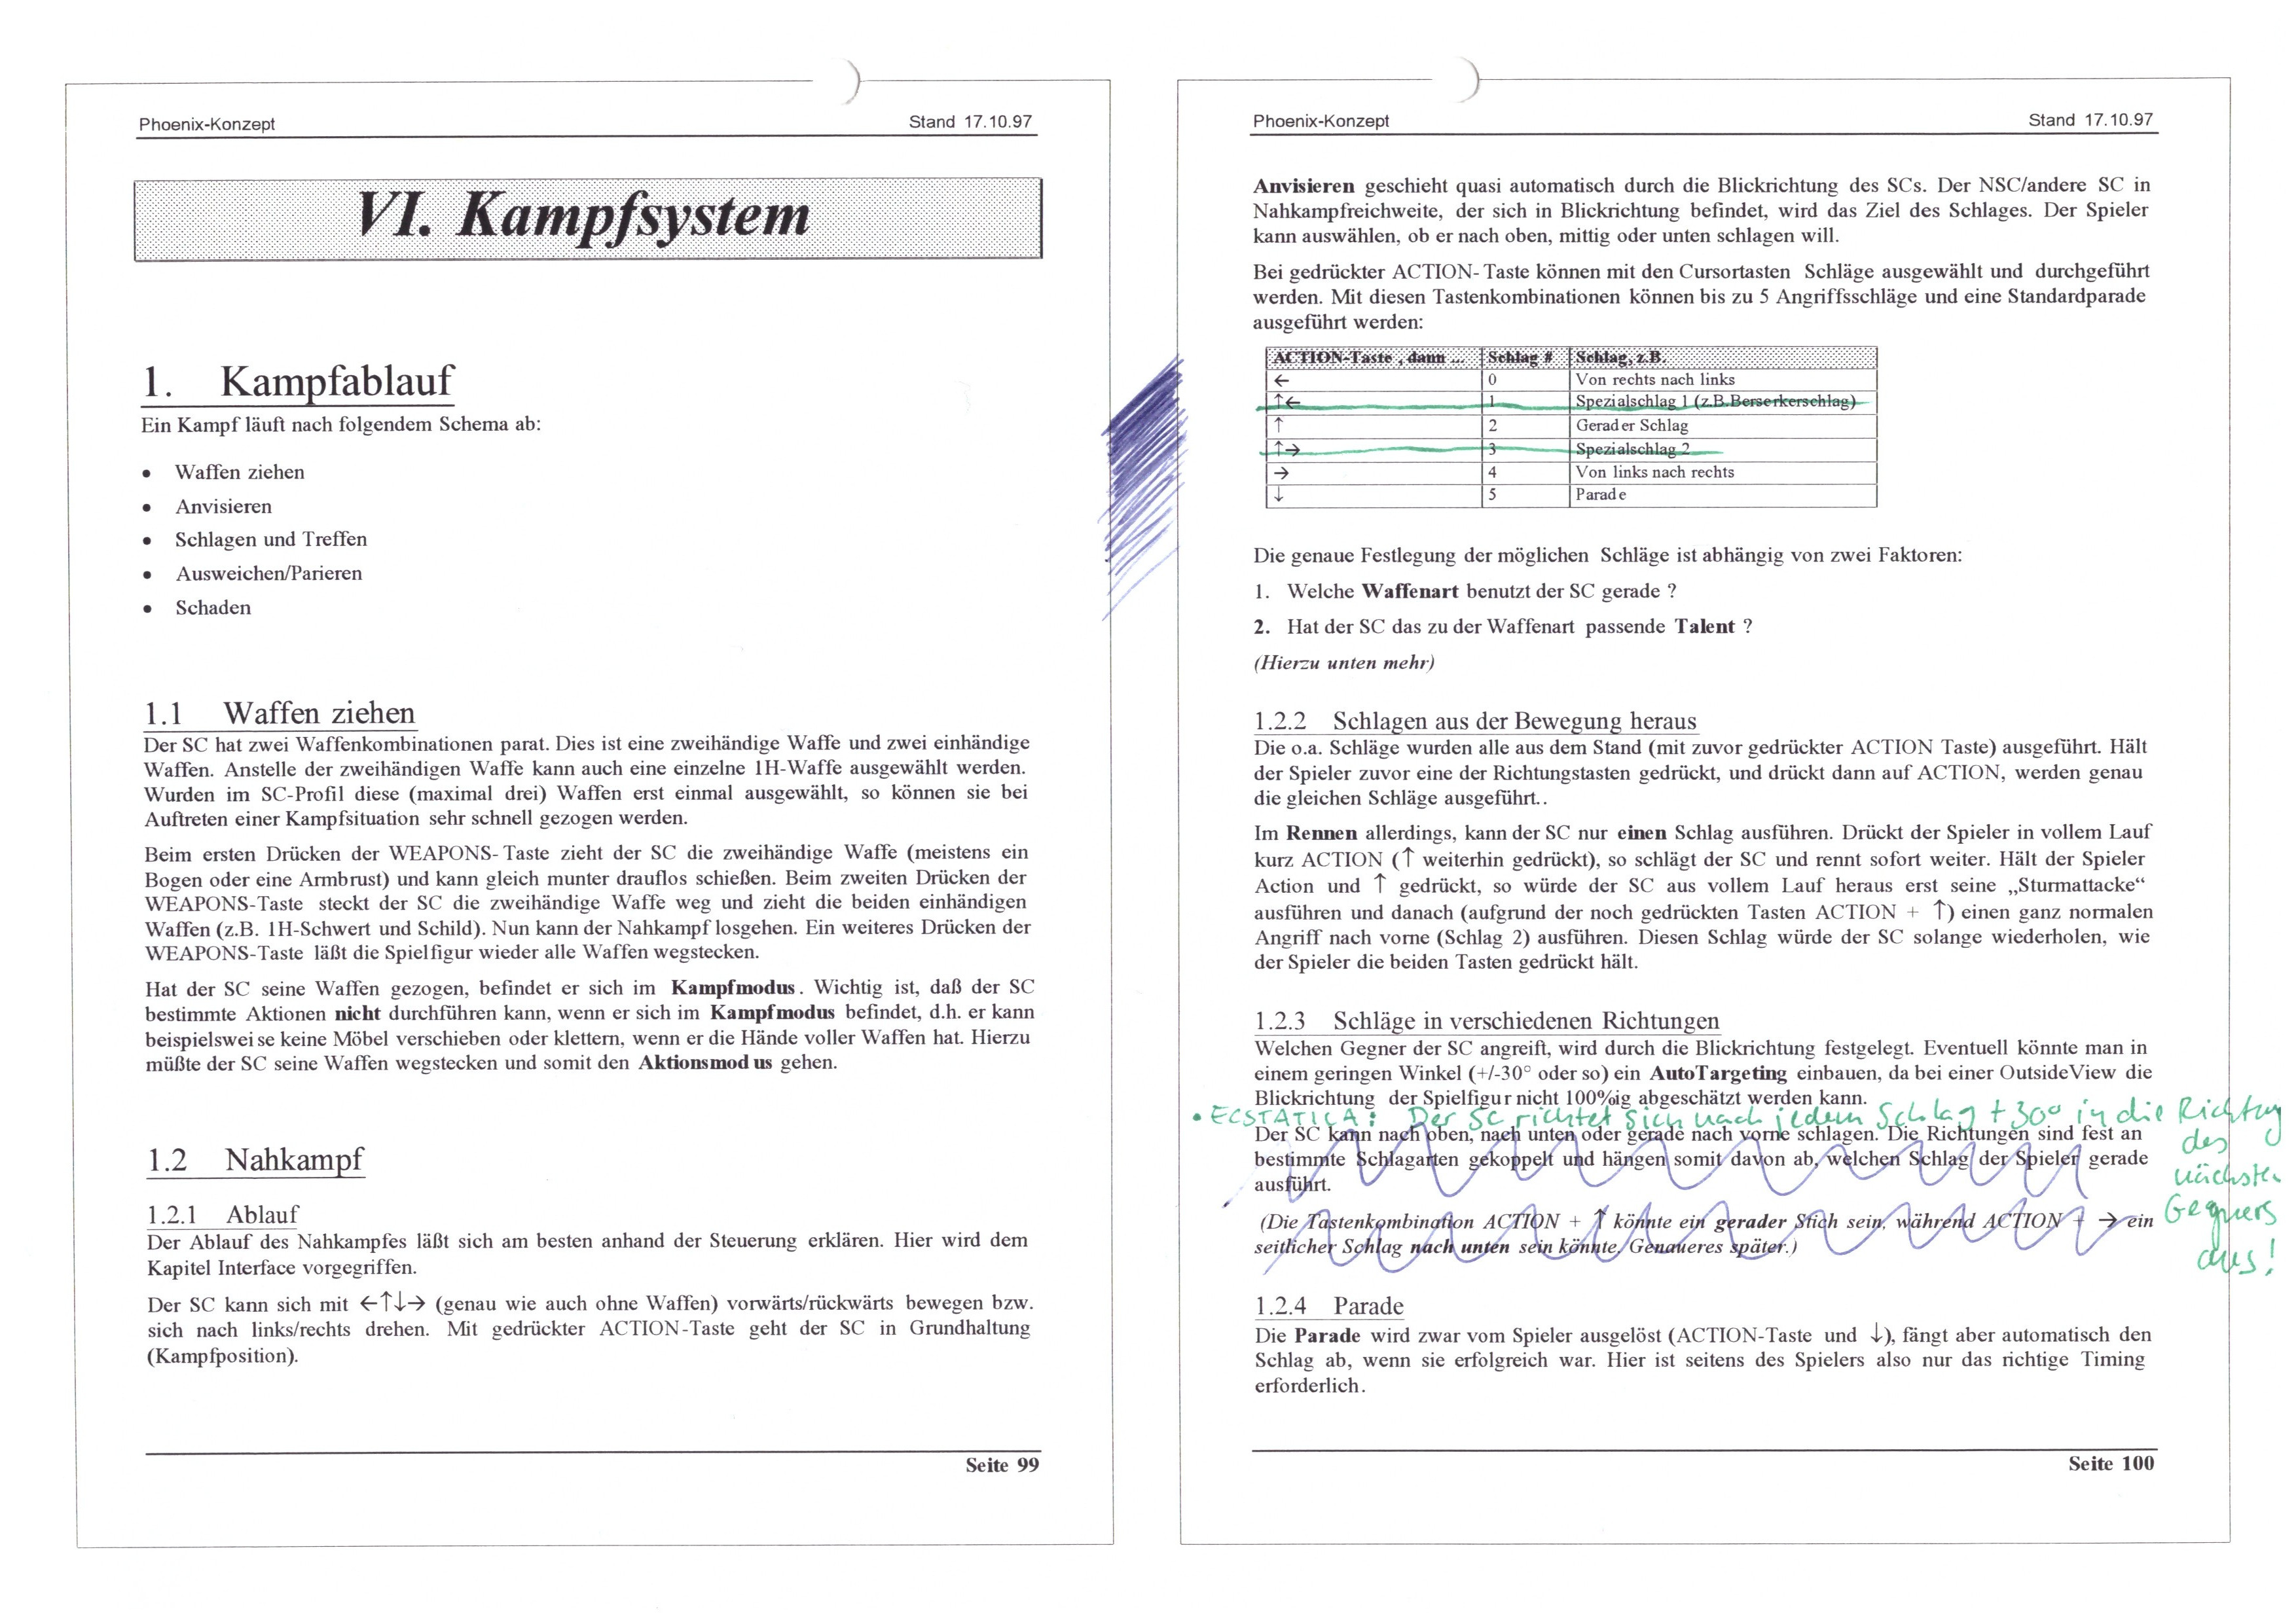 Phoenix-Konzept Stand 17.10.97
VI. Kampfsystem
1. Kampfablauf
Ein Kampf läuft nach folgendem Schema ab:
• Waffen ziehen
• Anvisieren
• Schlagen und Treffen
• Ausweichen/Parieren
• Schaden
1.1 Waffen ziehen
Der SC hat zwei Waffenkombinationen parat. Dies ist eine zweihändige Waffe und zwei einhändige
Waffen. Anstelle der zweihändigen Waffe kann auch eine einzelne 1H-Waffe ausgewählt werden.
Wurden im SC-Profil diese (maximal drei) Waffen erst einmal ausgewählt, so können sie bei
Auftreten einer Kampfsituation sehr schnell gezogen werden.
Beim ersten Drücken der WEAPONS-Taste zieht der SC die zweihändige Waffe (meistens ein
Bogen oder eine Armbrust) und kann gleich munter drauflos schießen. Beim zweiten Drücken der
WEAPONS-Taste steckt der SC die zweihändige Waffe weg und zieht die beiden einhändigen
Waffen (z.B. 1H-Schwert und Schild). Nun kann der Nahkampf losgehen. Ein weiteres Drücken der
WEAPONS-Taste läßt die Spielfigur wieder alle Waffen wegstecken.
Hat der SC seine Waffen gezogen, befindet er sich im Kampfmodus. Wichtig ist, daß der SC
bestimmte Aktionen nicht durchführen kann, wenn er sich im Kampfmodus befindet, d.h. er kann
beispielsweise keine Möbel verschieben oder klettern, wenn er die Hände voller Waffen hat. Hierzu
müßte der SC seine Waffen wegstecken und somit den Aktionsmodus gehen.
1.2 Nahkampf
1.2.1 Ablauf
Der Ablauf des Nahkampfes läßt sich am besten anhand der Steuerung erklären. Hier wird dem
Kapitel Interface vorgegriffen.
Der SC kann sich mit ←↑↓→ (genau wie auch ohne Waffen) vorwärts/rückwärts bewegen bzw.
sich nach links/rechts drehen. Mit gedrückter ACTION-Taste geht der SC in Grundhaltung
(Kampfposition).
Seite 99
Phoenix-Konzept Stand 17.10.97
Anvisieren geschieht quasi automatisch durch die Blickrichtung des SCs. Der NSC/andere SC in
Nahkampfreichweite, der sich in Blickrichtung befindet, wird das Ziel des Schlages. Der Spieler
kann auswählen, ob er nach oben, mittig oder unten schlagen will.
Bei gedrückter ACTION-Taste können mit den Cursortasten Schläge ausgewählt und durchgeführt
werden. Mit diesen Tastenkombinationen können bis zu 5 Angriffsschläge und eine Standardparade
ausgeführt werden:
ACTION-Taste , dann ... Schlag # Schlag, z.B.
← 0 Von rechts nach links
↑← 1 Spezialschlag 1 (z.B.Berserkerschlag)
↑ 2 Gerader Schlag
↑→ 3 Spezialschlag 2
→ 4 Von links nach rechts
↓ 5 Parade
Die genaue Festlegung der möglichen Schläge ist abhängig von zwei Faktoren:
1. Welche Waffenart benutzt der SC gerade ?
2. Hat der SC das zu der Waffenart passende Talent ?
(Hierzu unten mehr)
1.2.2 Schlagen aus der Bewegung heraus
Die o.a. Schläge wurden alle aus dem Stand (mit zuvor gedrückter ACTION Taste) ausgeführt. Hält
der Spieler zuvor eine der Richtungstasten gedrückt, und drückt dann auf ACTION, werden genau
die gleichen Schläge ausgeführt..
Im Rennen allerdings, kann der SC nur einen Schlag ausführen. Drückt der Spieler in vollem Lauf
kurz ACTION (↑ weiterhin gedrückt), so schlägt der SC und rennt sofort weiter. Hält der Spieler
Action und ↑ gedrückt, so würde der SC aus vollem Lauf heraus erst seine „Sturmattacke“
ausführen und danach (aufgrund der noch gedrückten Tasten ACTION + ↑) einen ganz normalen
Angriff nach vorne (Schlag 2) ausführen. Diesen Schlag würde der SC solange wiederholen, wie
der Spieler die beiden Tasten gedrückt hält.
1.2.3 Schläge in verschiedenen Richtungen
Welchen Gegner der SC angreift, wird durch die Blickrichtung festgelegt. Eventuell könnte man in
einem geringen Winkel (+/-30° oder so) ein AutoTargeting einbauen, da bei einer OutsideView die
Blickrichtung der Spielfigur nicht 100%ig abgeschätzt werden kann.
• ECSTATICA: Der SC richtet sich nach jedem Schlag ± 30° in die Richtung
des
nächsten
Gegners
aus!
Der SC kann nach oben, nach unten oder gerade nach vorne schlagen. Die Richtungen sind fest an
bestimmte Schlagarten gekoppelt und hängen somit davon ab, welchen Schlag der Spieler gerade
ausführt.
(Die Tastenkombination ACTION + ↑ könnte ein gerader Stich sein, während ACTION + → ein
seitlicher Schlag nach unten sein könnte. Genaueres später.)
1.2.4 Parade
Die Parade wird zwar vom Spieler ausgelöst (ACTION-Taste und ↓), fängt aber automatisch den
Schlag ab, wenn sie erfolgreich war. Hier ist seitens des Spielers also nur das richtige Timing
erforderlich.
Seite 100